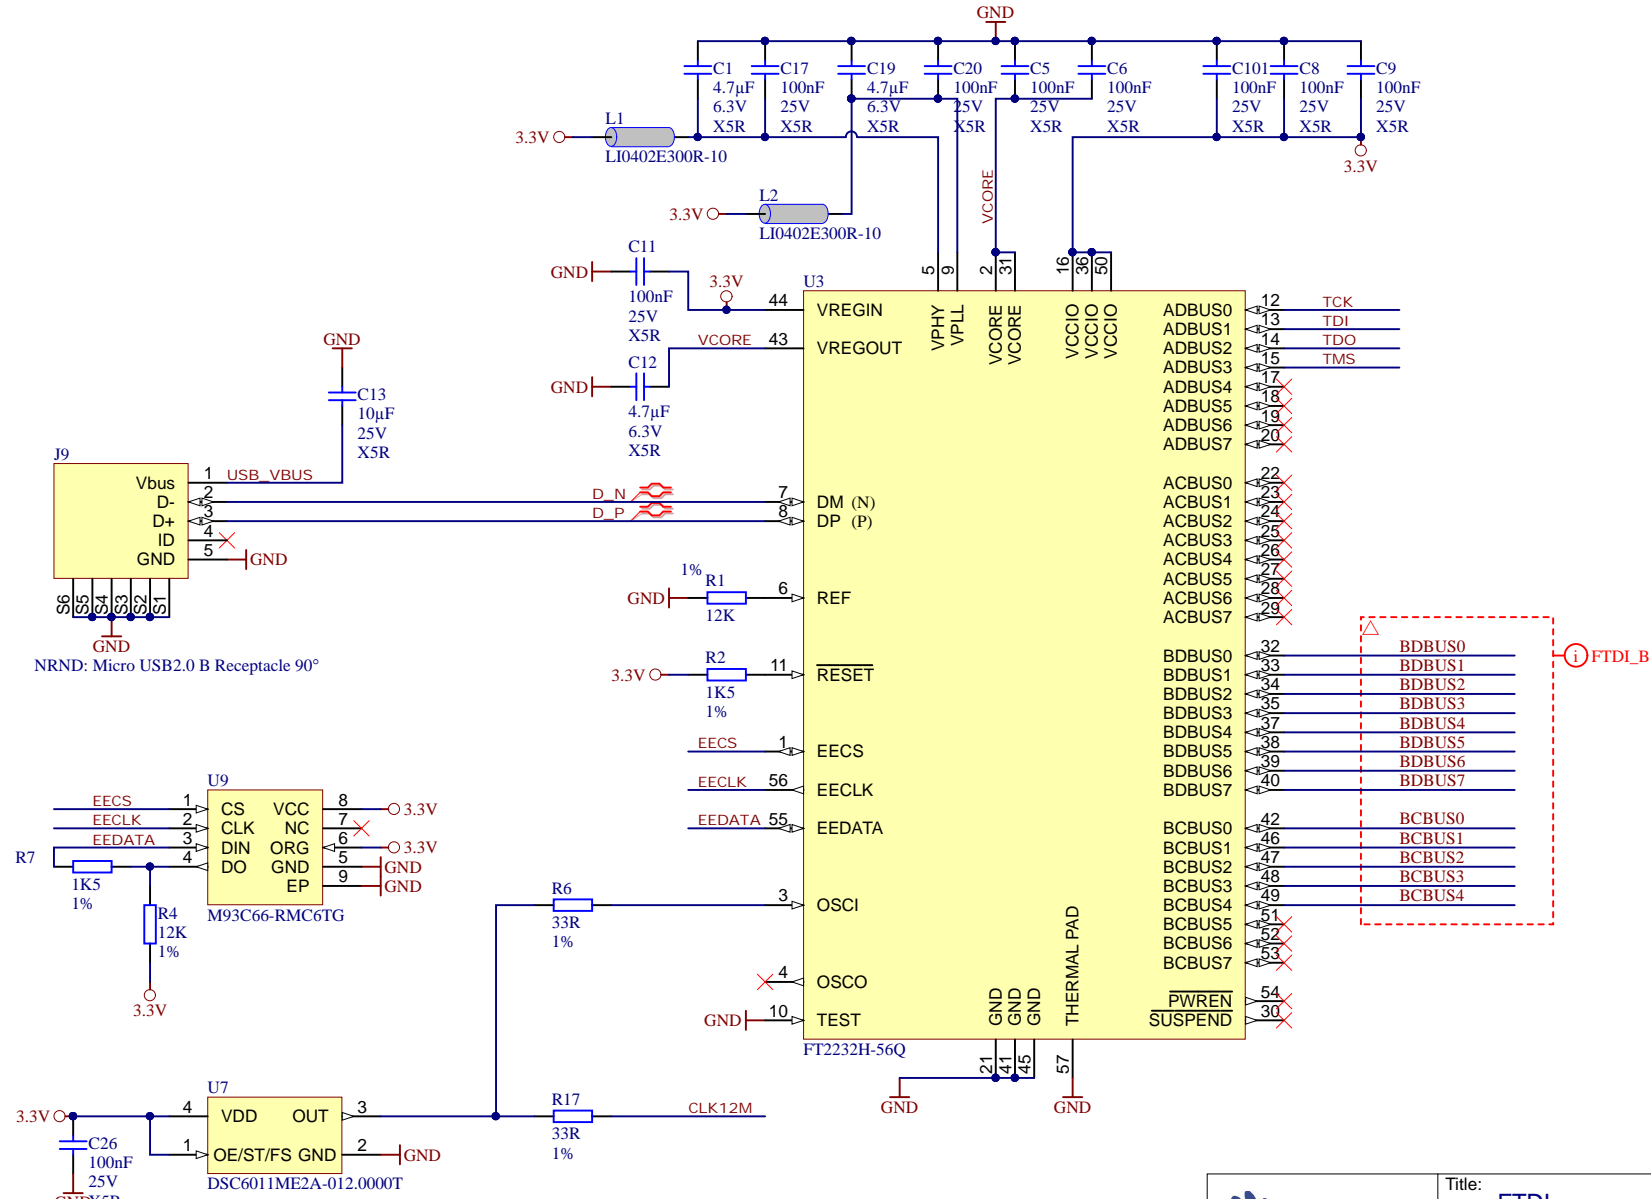 GND
C1
4.7µF
6.3V
X5R
C17
100nF
25V
X5R
C19
4.7µF
6.3V
X5R
C20
100nF
25V
X5R
C5
100nF
25V
X5R
C6
100nF
25V
X5R
C101
100nF
25V
X5R
C8
100nF
25V
X5R
C9
100nF
25V
X5R
3.3V
L1
LI0402E300R-10
3.3V
L2
LI0402E300R-10
3.3V
VCORE
C11
GND
100nF
25V
X5R
3.3V
VCORE
C12
GND
4.7µF
6.3V
X5R
GND
C13
10µF
25V
X5R
J9
Vbus 1 USB_VBUS
D- 2
D+ 3
ID 4
GND 5 GND
S6 S5 S4 S3 S2 S1
GND
NRND: Micro USB2.0 B Receptacle 90°
D_N
D_P
1%
R1
GND
12K
R2
3.3V
1K5
1%
EECS
EECLK
EEDATA
U3
5 VPHY
9 VPLL
2 VCORE
31 VCORE
16 VCCIO
36 VCCIO
50 VCCIO
44 VREGIN
43 VREGOUT
7 DM (N)
8 DP (P)
6 REF
11 RESET
1 EECS
56 EECLK
55 EEDATA
3 OSCI
4 OSCO
GND 10 TEST
ADBUS0 12 TCK
ADBUS1 13 TDI
ADBUS2 14 TDO
ADBUS3 15 TMS
ADBUS4 17
ADBUS5 18
ADBUS6 19
ADBUS7 20
ACBUS0 22
ACBUS1 23
ACBUS2 24
ACBUS3 25
ACBUS4 26
ACBUS5 27
ACBUS6 28
ACBUS7 29
BDBUS0 32 BDBUS0
BDBUS1 33 BDBUS1
BDBUS2 34 BDBUS2
BDBUS3 35 BDBUS3
BDBUS4 37 BDBUS4
BDBUS5 38 BDBUS5
BDBUS6 39 BDBUS6
BDBUS7 40 BDBUS7
BCBUS0 42 BCBUS0
BCBUS1 46 BCBUS1
BCBUS2 47 BCBUS2
BCBUS3 48 BCBUS3
BCBUS4 49 BCBUS4
BCBUS5 51
BCBUS6 52
BCBUS7 53
PWREN 54
SUSPEND 30
i FTDI_B
GND 21
GND 41
GND 45
THERMAL PAD 57
FT2232H-56Q
GND
GND
U9
EECS 1 CS VCC 8 3.3V
EECLK 2 CLK NC 7
EEDATA 3 DIN ORG 6 3.3V
4 DO GND 5 GND
EP 9 GND
M93C66-RMC6TG
R7
1K5
1%
R4
12K
1%
3.3V
R6
33R
1%
U7
3.3V 4 VDD OUT 3
1 OE/ST/FS GND 2 GND
DSC6011ME2A-012.0000T
C26
100nF
25V
R17
33R
1%
CLK12M
Title: